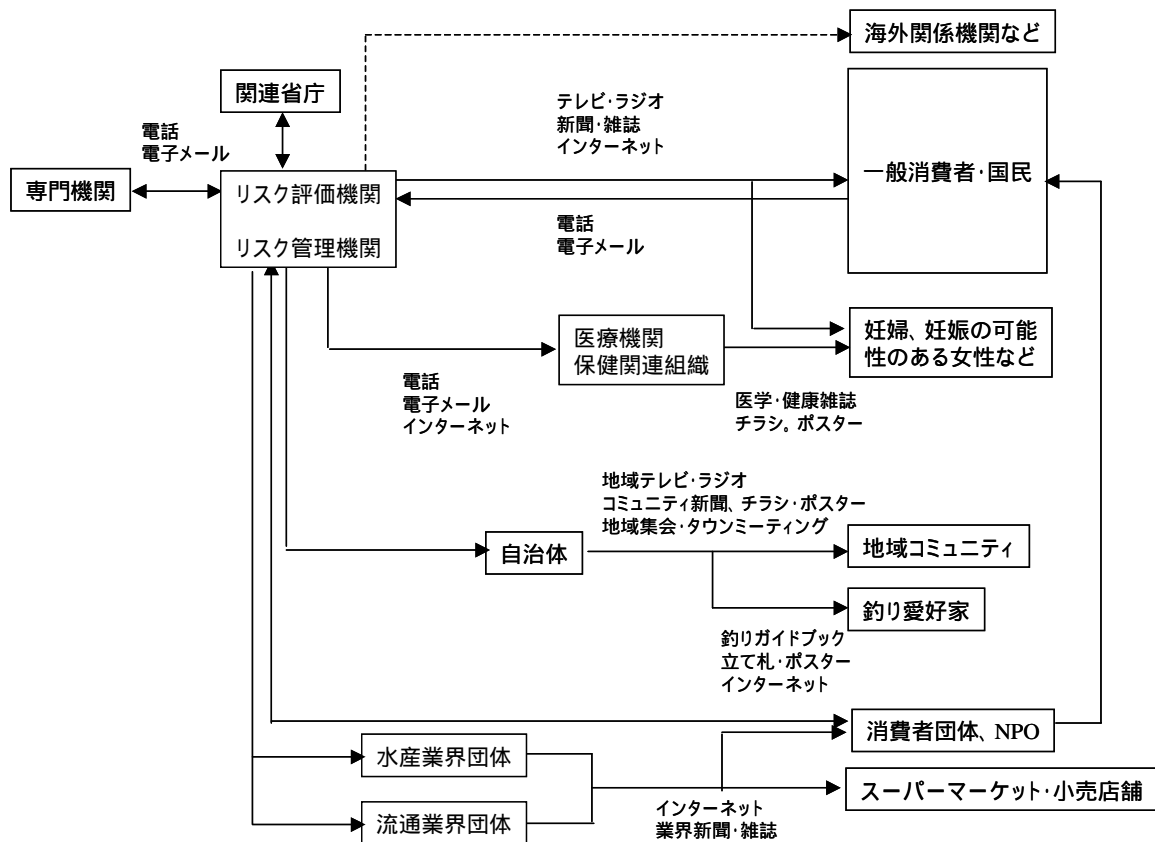 海外関係機関など
関連省庁
テレビ・ラジオ
新聞・雑誌
インターネット
電話
電子メール
専門機関
リスク評価機関
リスク管理機関
一般消費者・国民
電話
電子メール
医療機関
保健関連組織
妊婦、妊娠の可能
性のある女性など
電話
電子メール
インターネット
医学・健康雑誌
チラシ。ポスター
地域テレビ・ラジオ
コミュニティ新聞、チラシ・ポスター
地域集会・タウンミーティング
自治体
地域コミュニティ
釣り愛好家
釣りガイドブック
立て札・ポスター
インターネット
消費者団体、NPO
水産業界団体
スーパーマーケット・小売店舗
インターネット
業界新聞・雑誌
流通業界団体